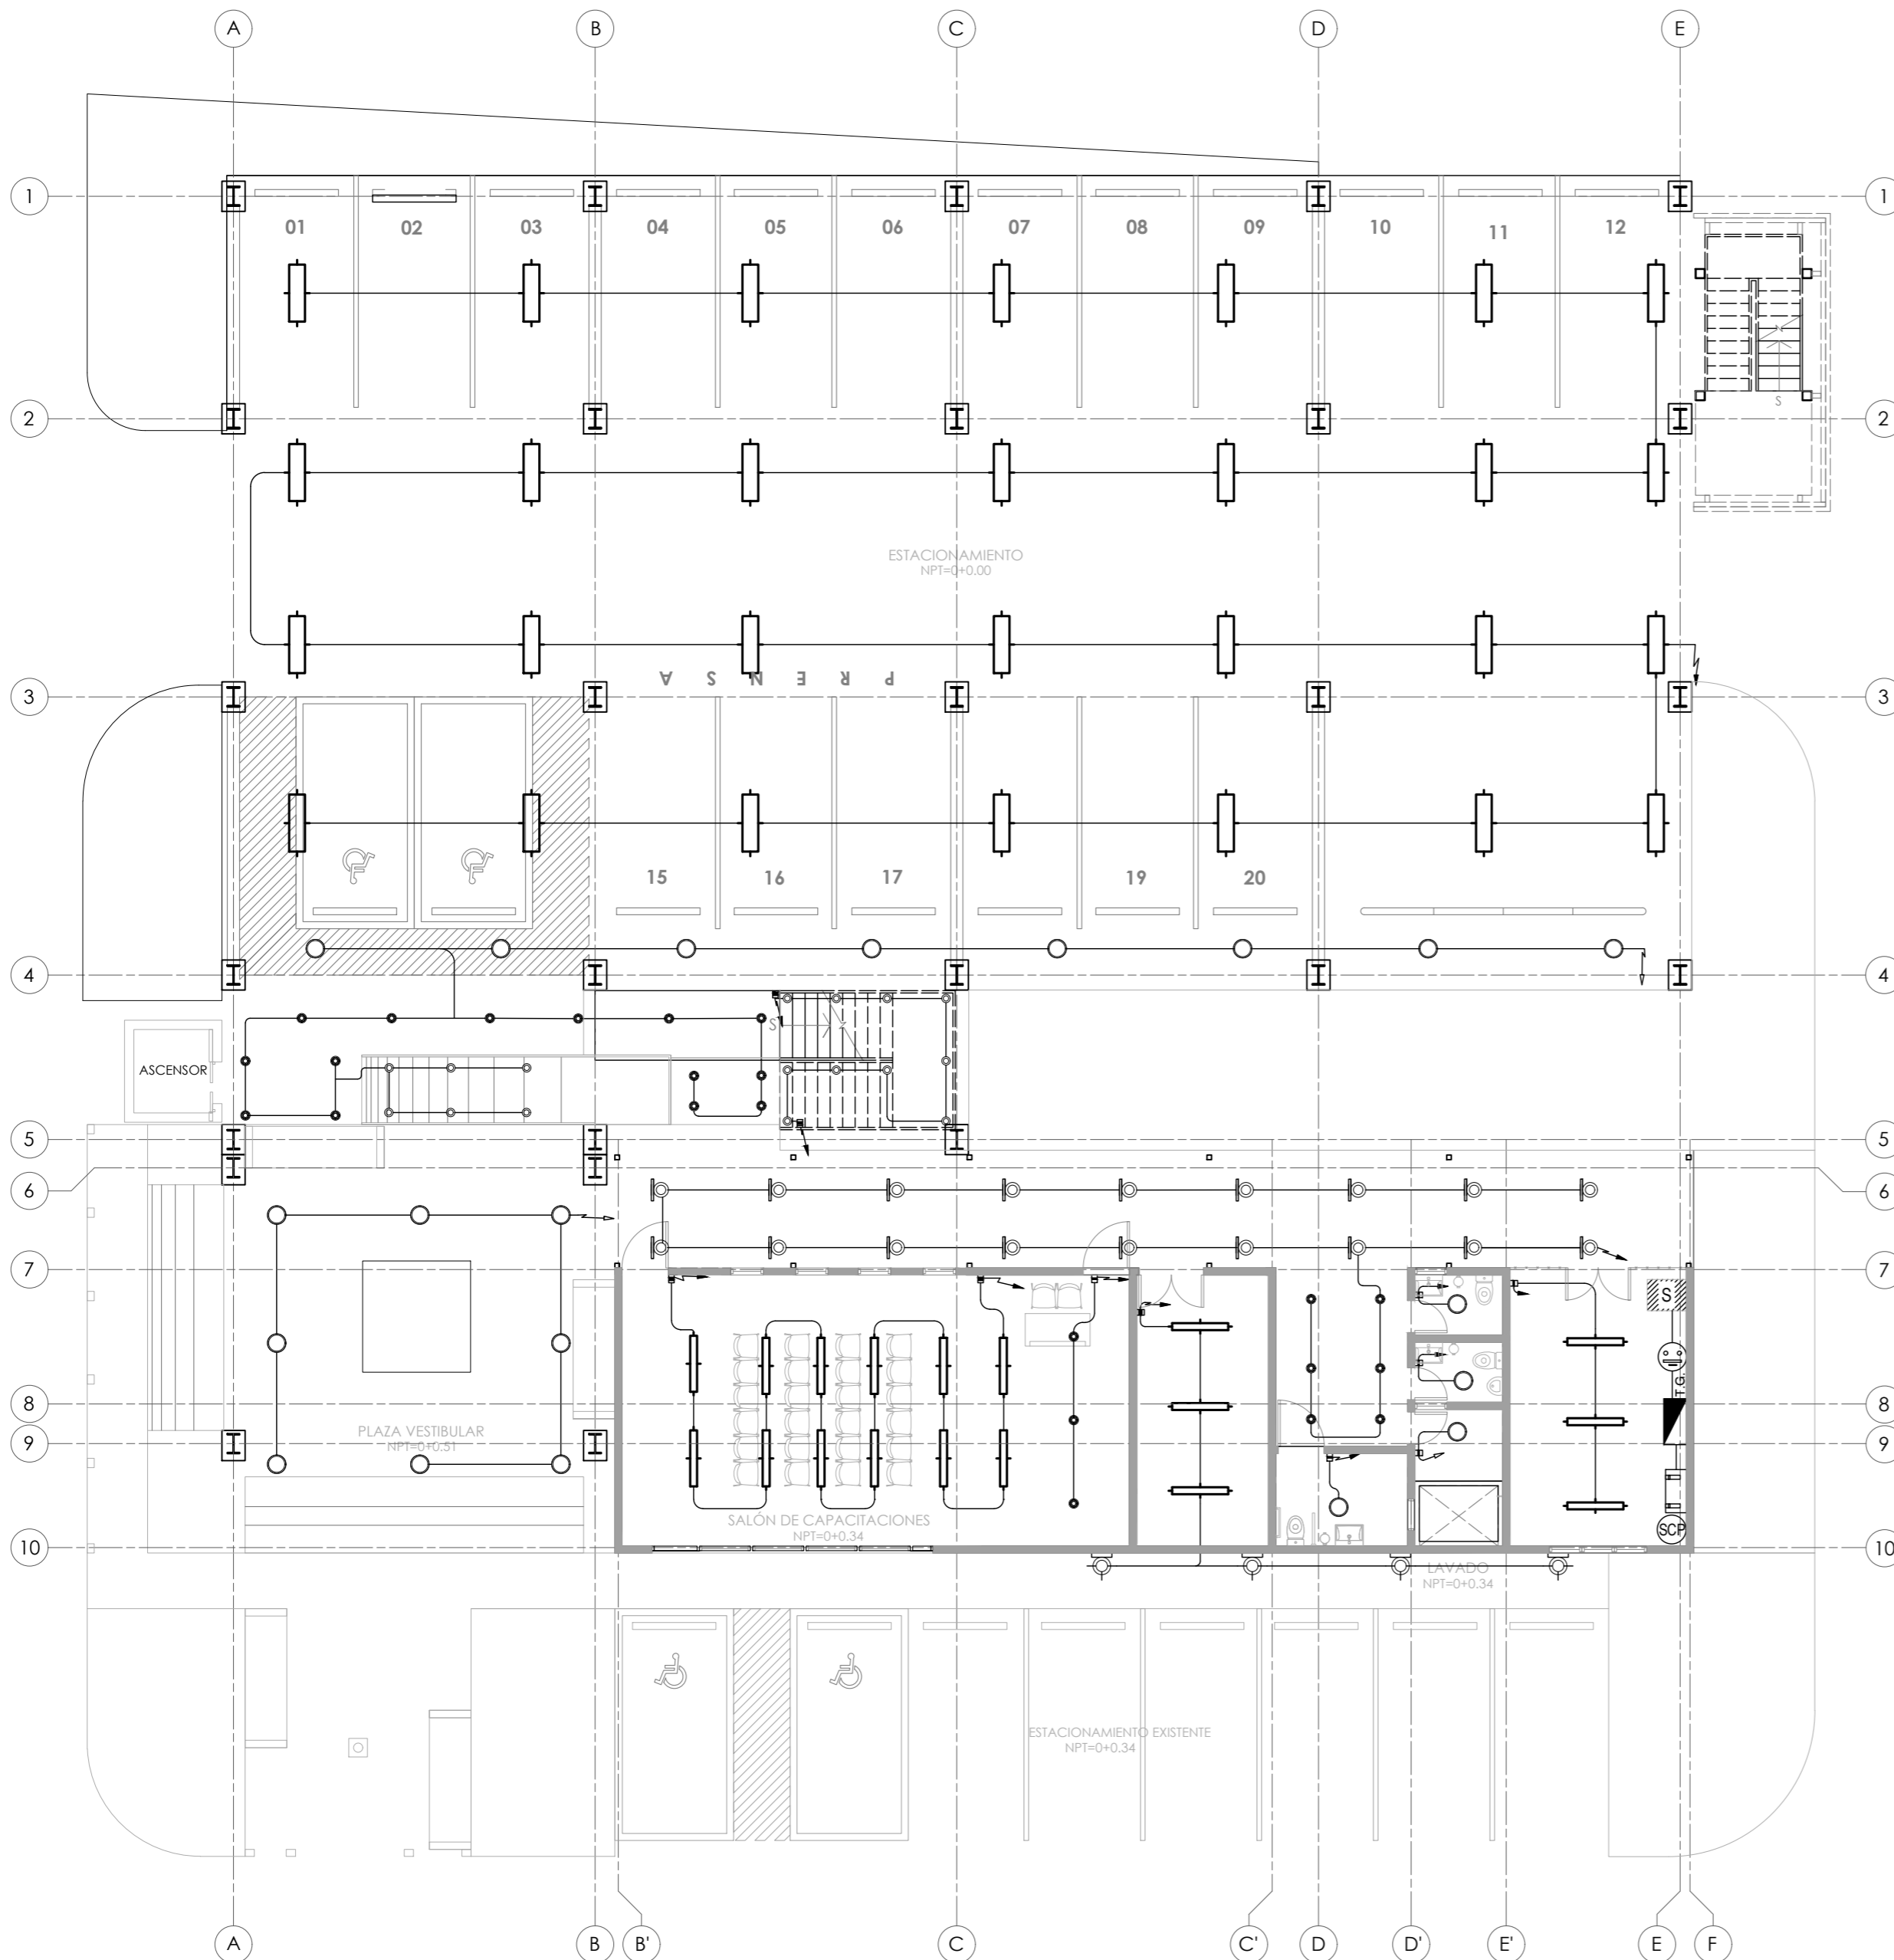 A B C D E
1 1
01 02 03 04 05 06 07 08 09 10 11 12
2 S 2
ESTACIONAMIENTO
NPT=0+0.00
PRENSA
3 3
15 16 17 19 20
4 4
S
ASCENSOR
5 5
6 6
7 7
S
T.G.
8 8
PLAZA VESTIBULAR
NPT=0+0.51
9 9
SALÓN DE CAPACITACIONES
NPT=0+0.34
SCP
10 10
LAVADO
NPT=0+0.34
ESTACIONAMIENTO EXISTENTE
NPT=0+0.34
A B B' C C' D D' E' E F